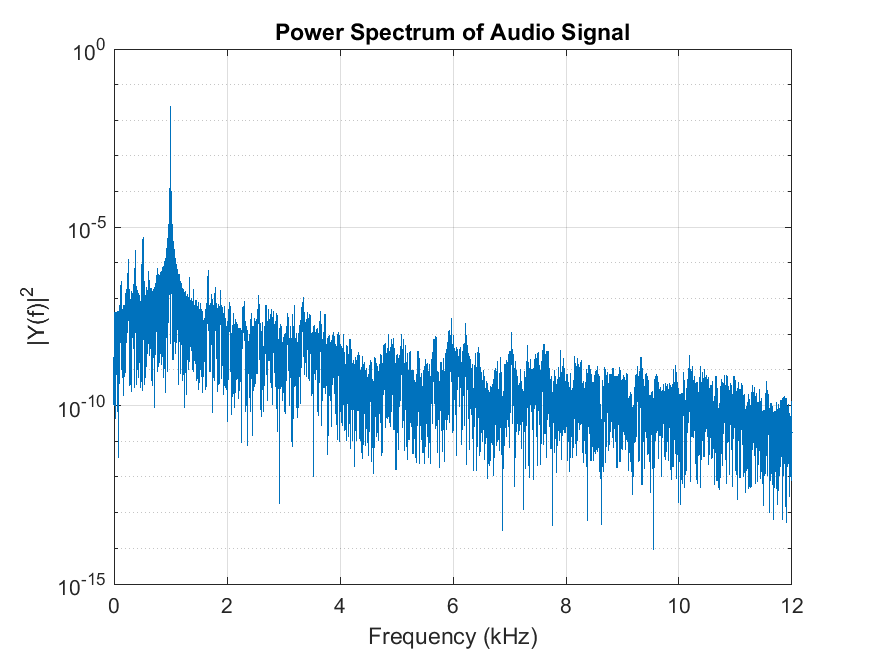 Power Spectrum of Audio Signal
10^0
10^-5
10^-10
10^-15
|Y(f)|^2
0 2 4 6 8 10 12
Frequency (kHz)